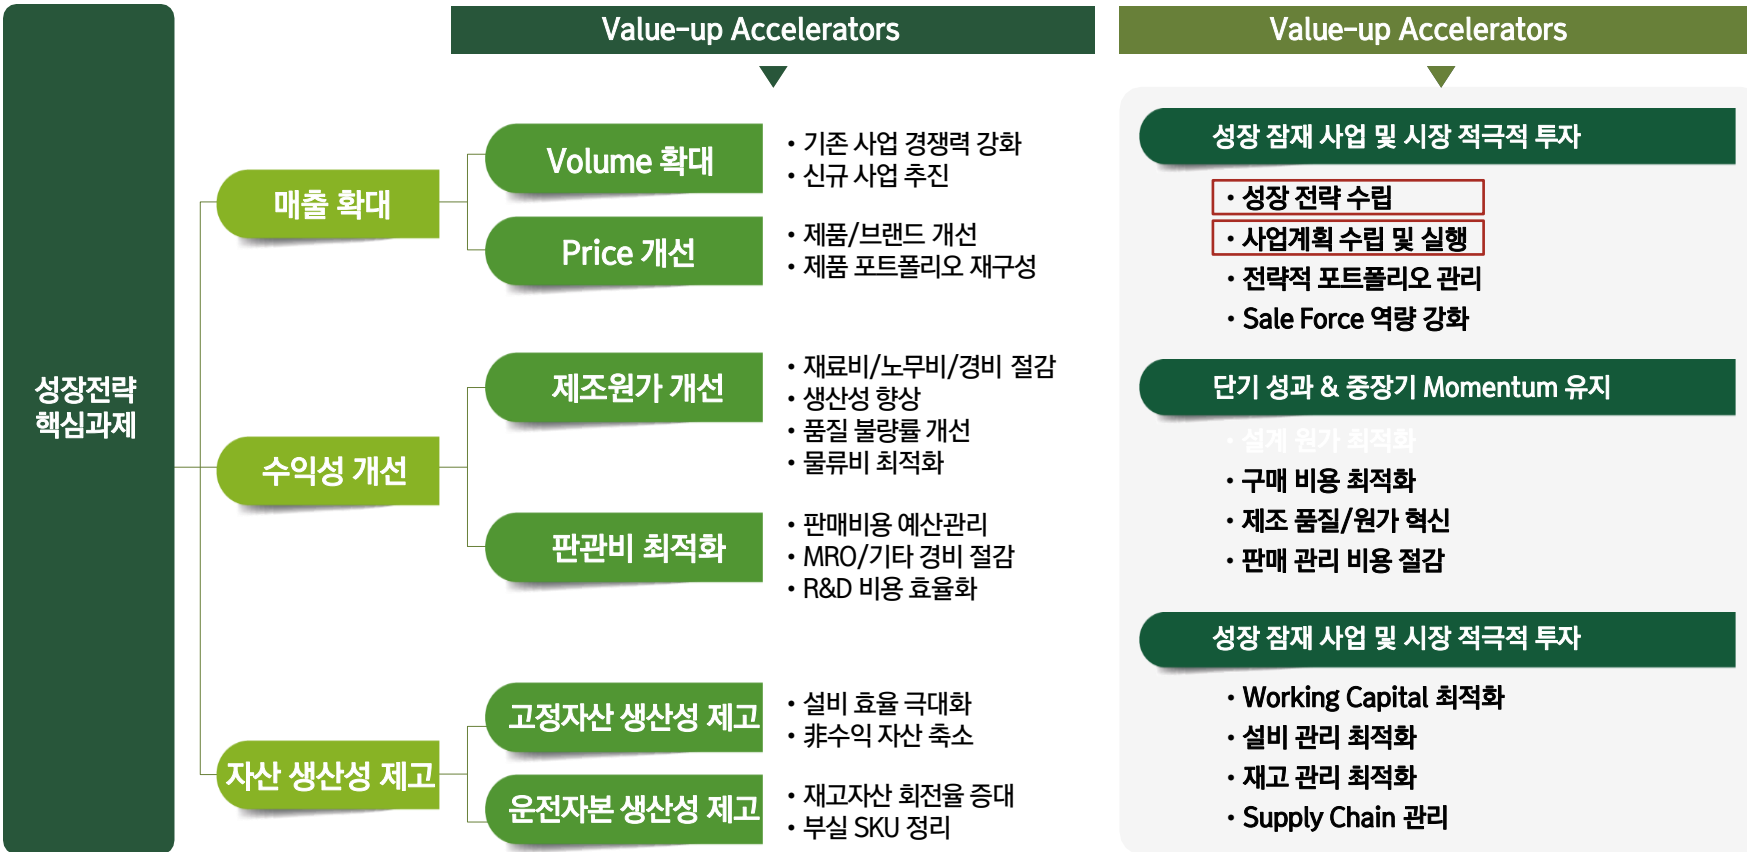 Value-up Accelerators
Value-up Accelerators
성장전략
핵심과제
매출 확대
Volume 확대
• 기존 사업 경쟁력 강화
• 신규 사업 추진
Price 개선
• 제품/브랜드 개선
• 제품 포트폴리오 재구성
수익성 개선
제조원가 개선
• 재료비/노무비/경비 절감
• 생산성 향상
• 품질 불량률 개선
• 물류비 최적화
판관비 최적화
• 판매비용 예산관리
• MRO/기타 경비 절감
• R&D 비용 효율화
자산 생산성 제고
고정자산 생산성 제고
• 설비 효율 극대화
• 非수익 자산 축소
운전자본 생산성 제고
• 재고자산 회전율 증대
• 부실 SKU 정리
성장 잠재 사업 및 시장 적극적 투자
• 성장 전략 수립
• 사업계획 수립 및 실행
• 전략적 포트폴리오 관리
• Sale Force 역량 강화
단기 성과 & 중장기 Momentum 유지
• 설계 원가 최적화
• 구매 비용 최적화
• 제조 품질/원가 혁신
• 판매 관리 비용 절감
성장 잠재 사업 및 시장 적극적 투자
• Working Capital 최적화
• 설비 관리 최적화
• 재고 관리 최적화
• Supply Chain 관리